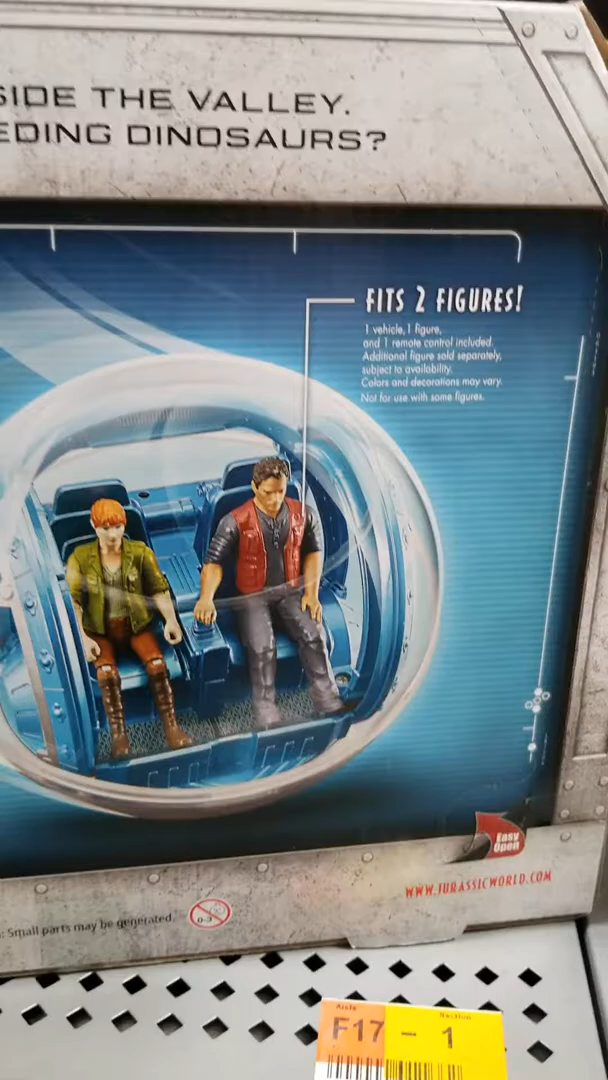 SIDE THE VALLEY.
EDING DINOSAURS?
FITS 2 FIGURES!
1 vehicle, 1 figure,
and 1 remote control included.
Additional figure sold separately,
subject to availability.
Colors and decorations may vary.
Not for use with some figures.
Easy
Open
WWW.JURASSICWORLD.COM
: Small parts may be generated.
0-3
Aisle
Section
F17 - 1